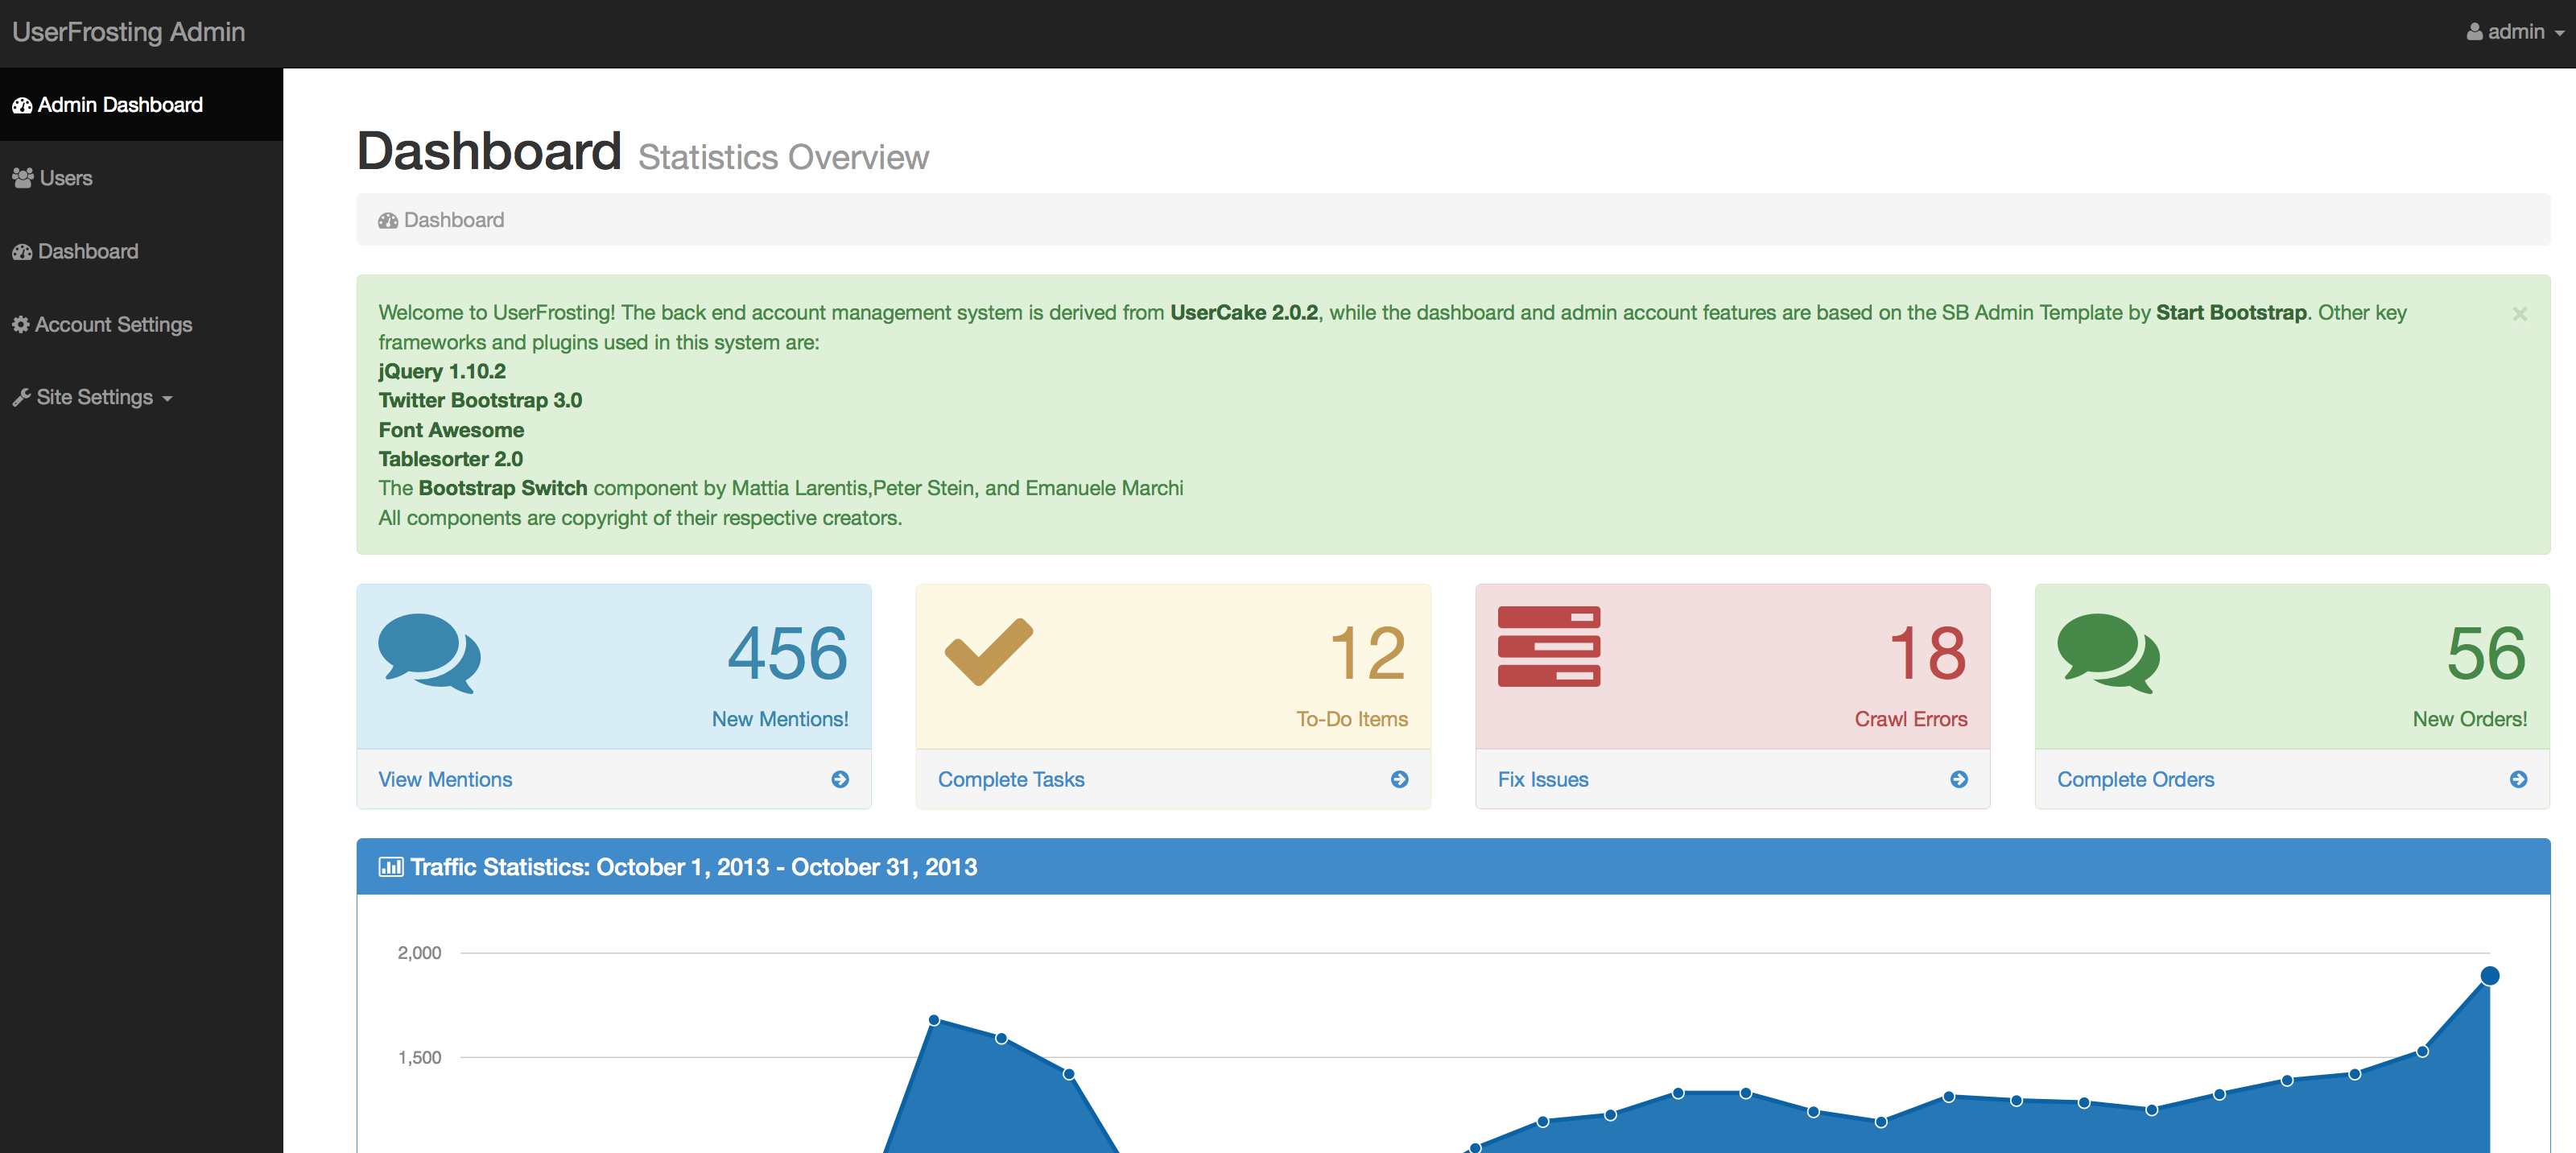 UserFrosting Admin
admin
Admin Dashboard
Users
Dashboard
Account Settings
Site Settings
Dashboard Statistics Overview
Dashboard
Welcome to UserFrosting! The back end account management system is derived from UserCake 2.0.2, while the dashboard and admin account features are based on the SB Admin Template by Start Bootstrap. Other key
frameworks and plugins used in this system are:
jQuery 1.10.2
Twitter Bootstrap 3.0
Font Awesome
Tablesorter 2.0
The Bootstrap Switch component by Mattia Larentis,Peter Stein, and Emanuele Marchi
All components are copyright of their respective creators.
×
456
New Mentions!
View Mentions
12
To-Do Items
Complete Tasks
18
Crawl Errors
Fix Issues
56
New Orders!
Complete Orders
Traffic Statistics: October 1, 2013 - October 31, 2013
2,000
1,500